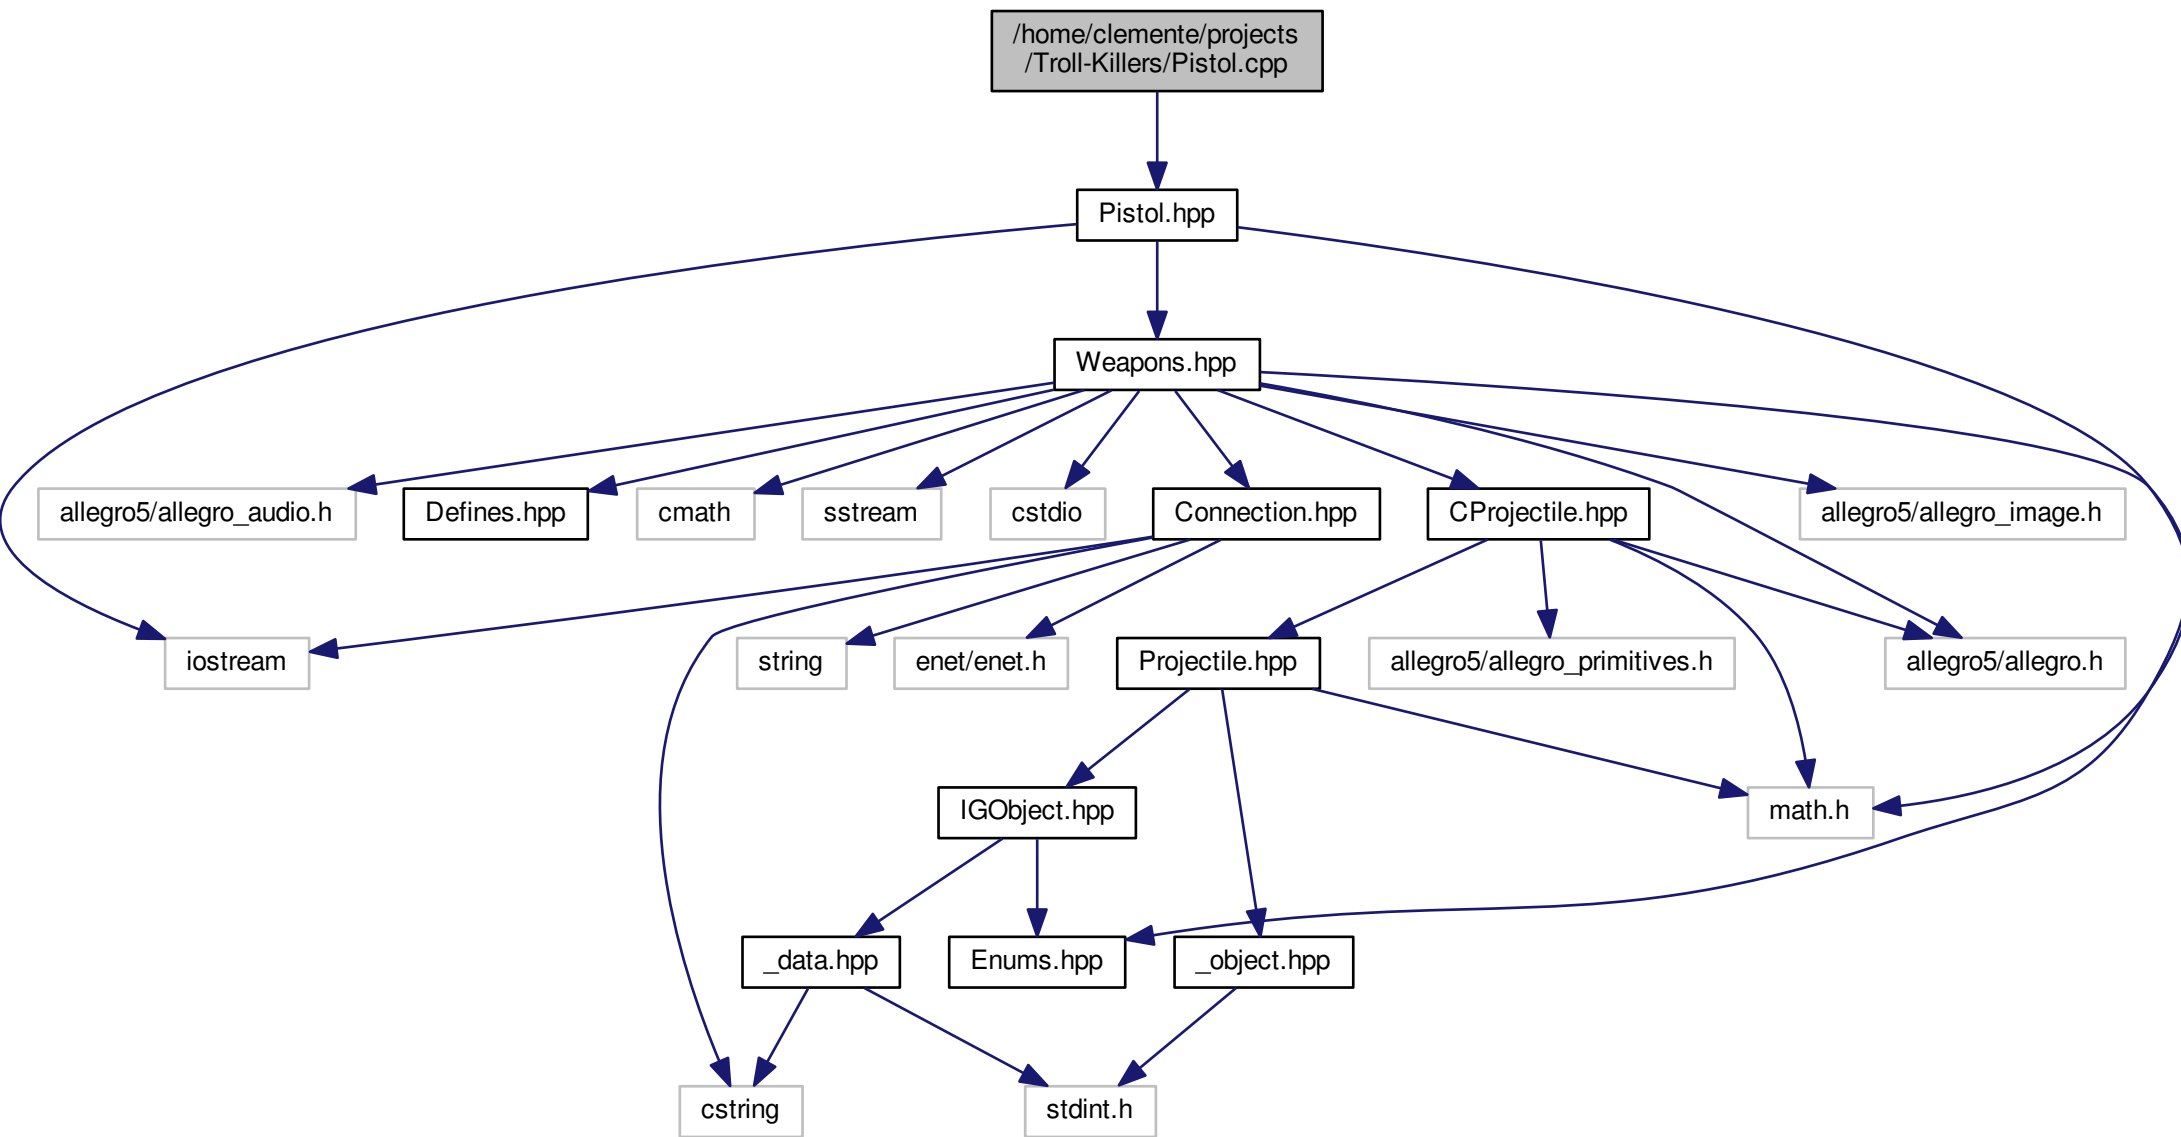 /home/clemente/projects
/Troll-Killers/Pistol.cpp
Pistol.hpp
Weapons.hpp
allegro5/allegro_audio.h
Defines.hpp
cmath
sstream
cstdio
Connection.hpp
CProjectile.hpp
allegro5/allegro_image.h
iostream
string
enet/enet.h
Projectile.hpp
allegro5/allegro_primitives.h
allegro5/allegro.h
IGObject.hpp
math.h
_data.hpp
Enums.hpp
_object.hpp
cstring
stdint.h